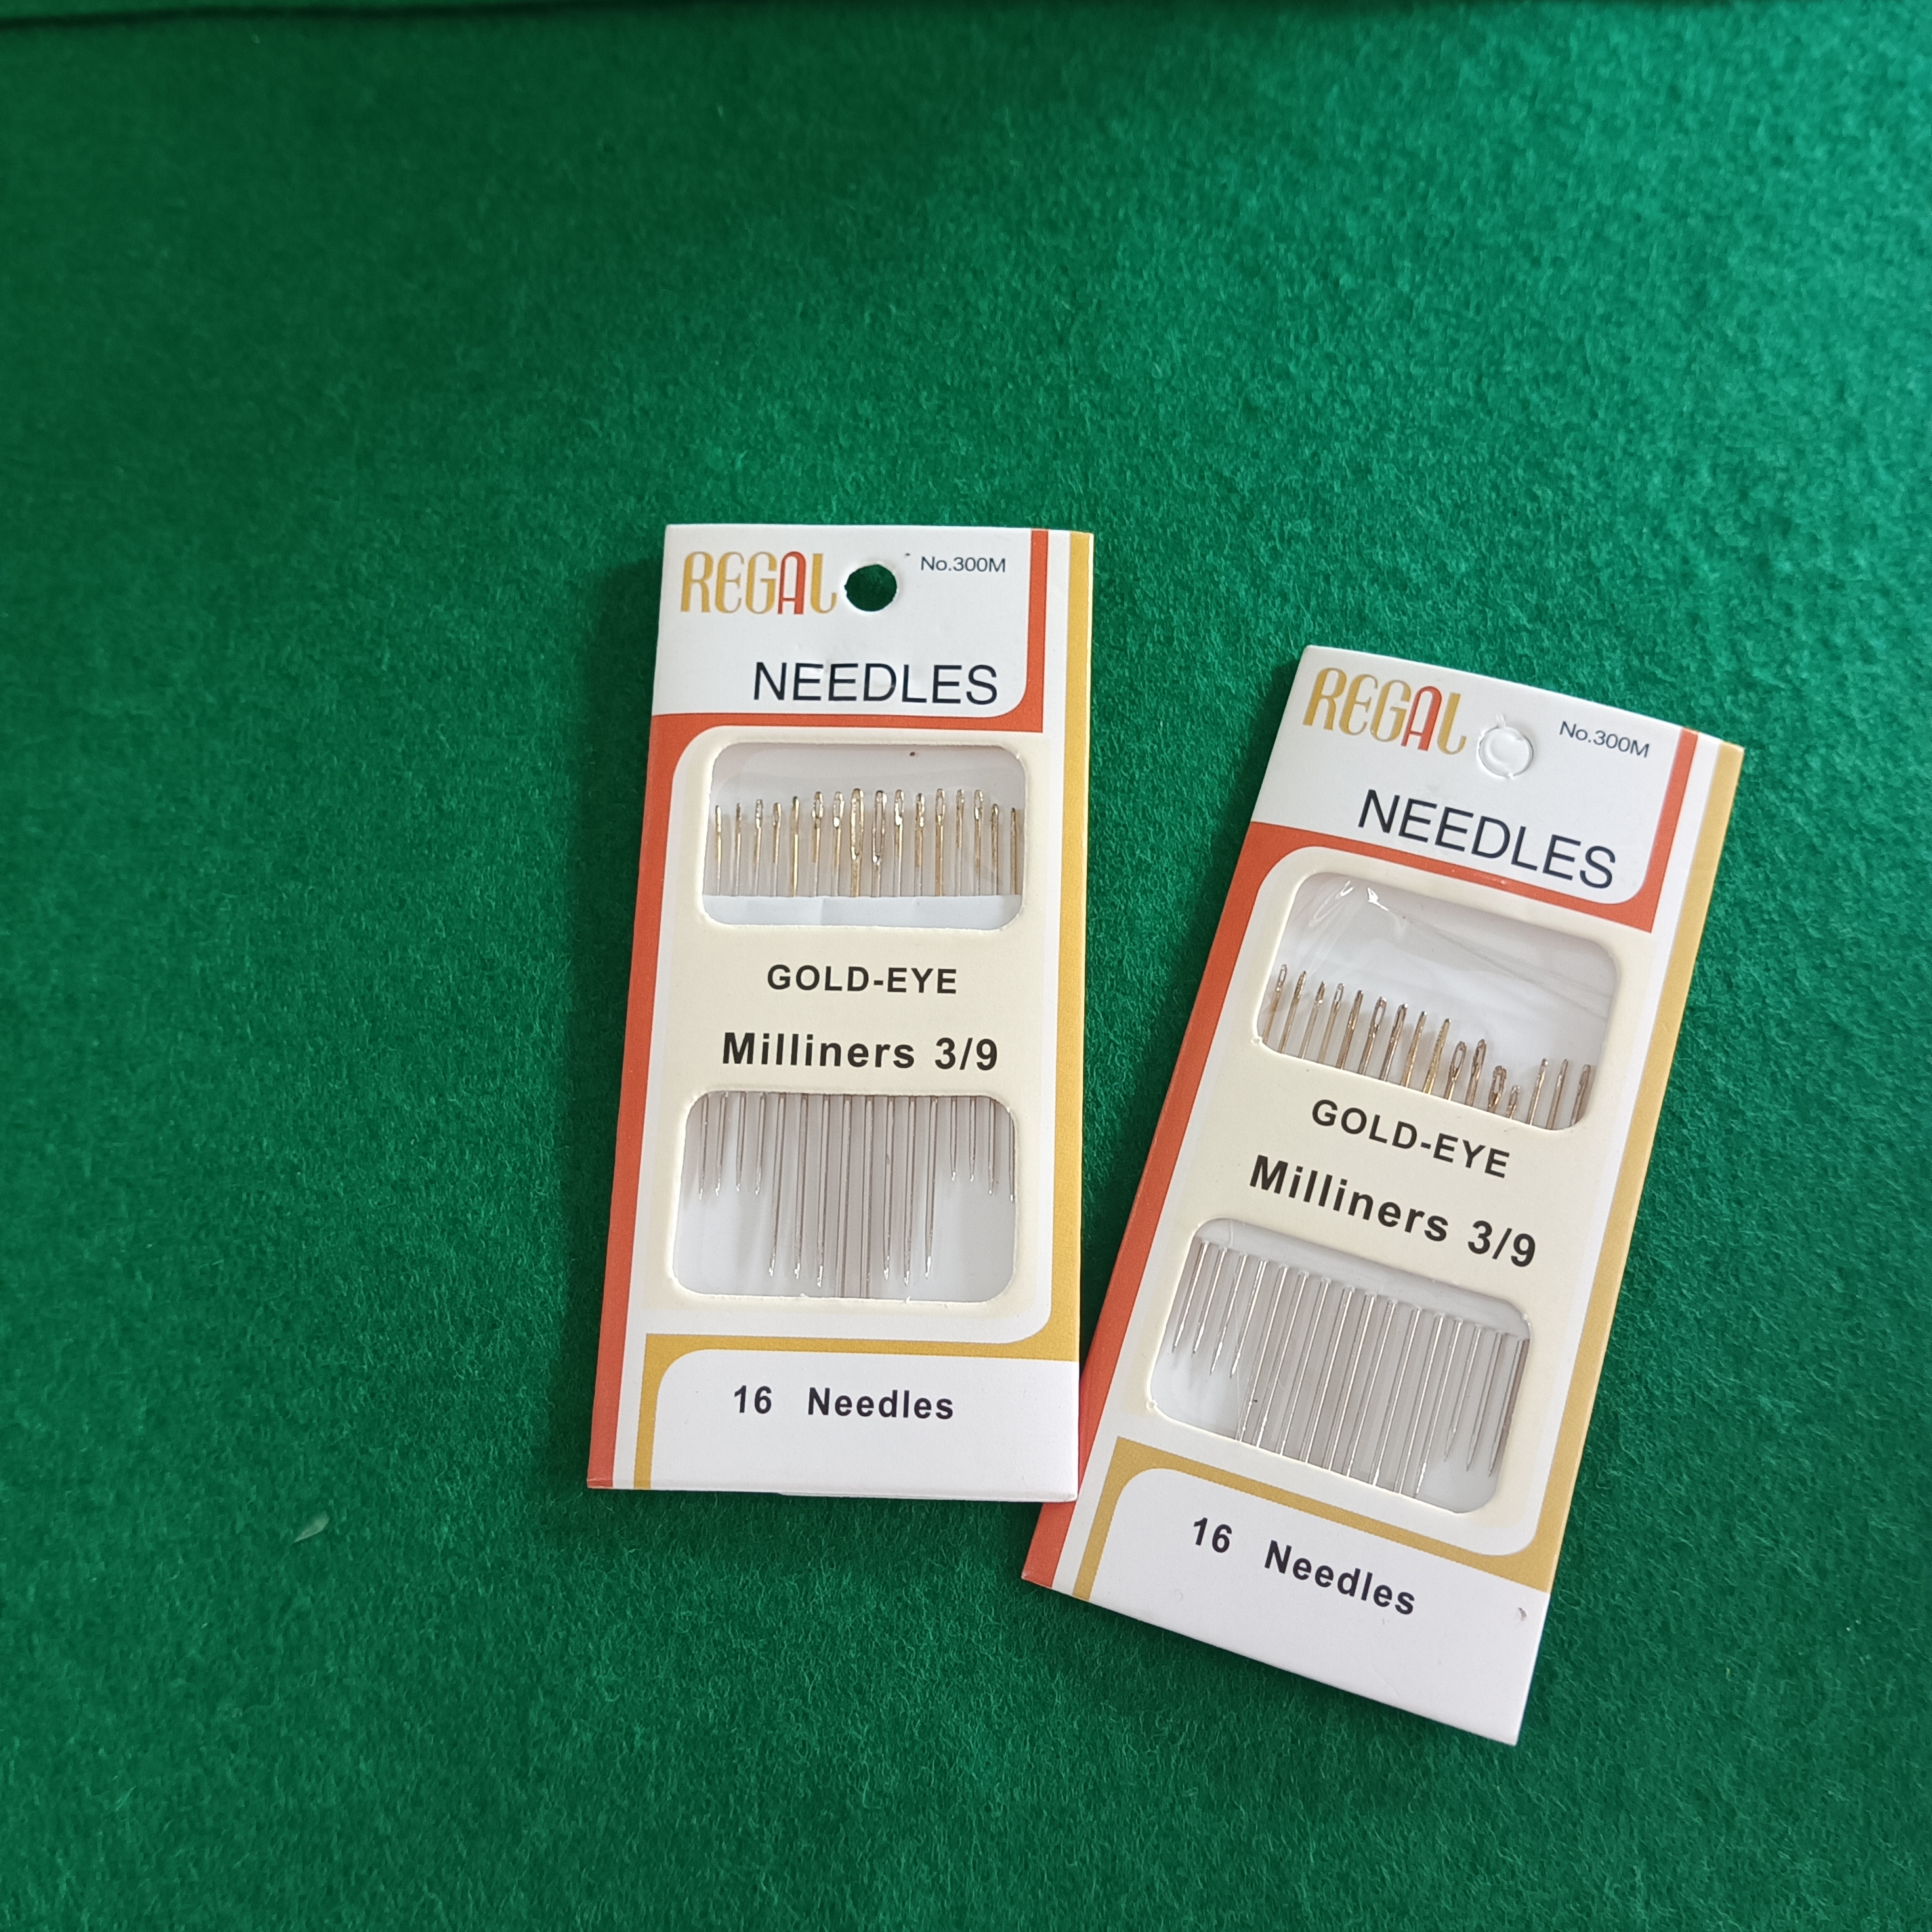 REGAL
No.300M
NEEDLES
GOLD-EYE
Milliners 3/9
16 Needles
REGAL
No.300M
NEEDLES
GOLD-EYE
Milliners 3/9
16 Needles